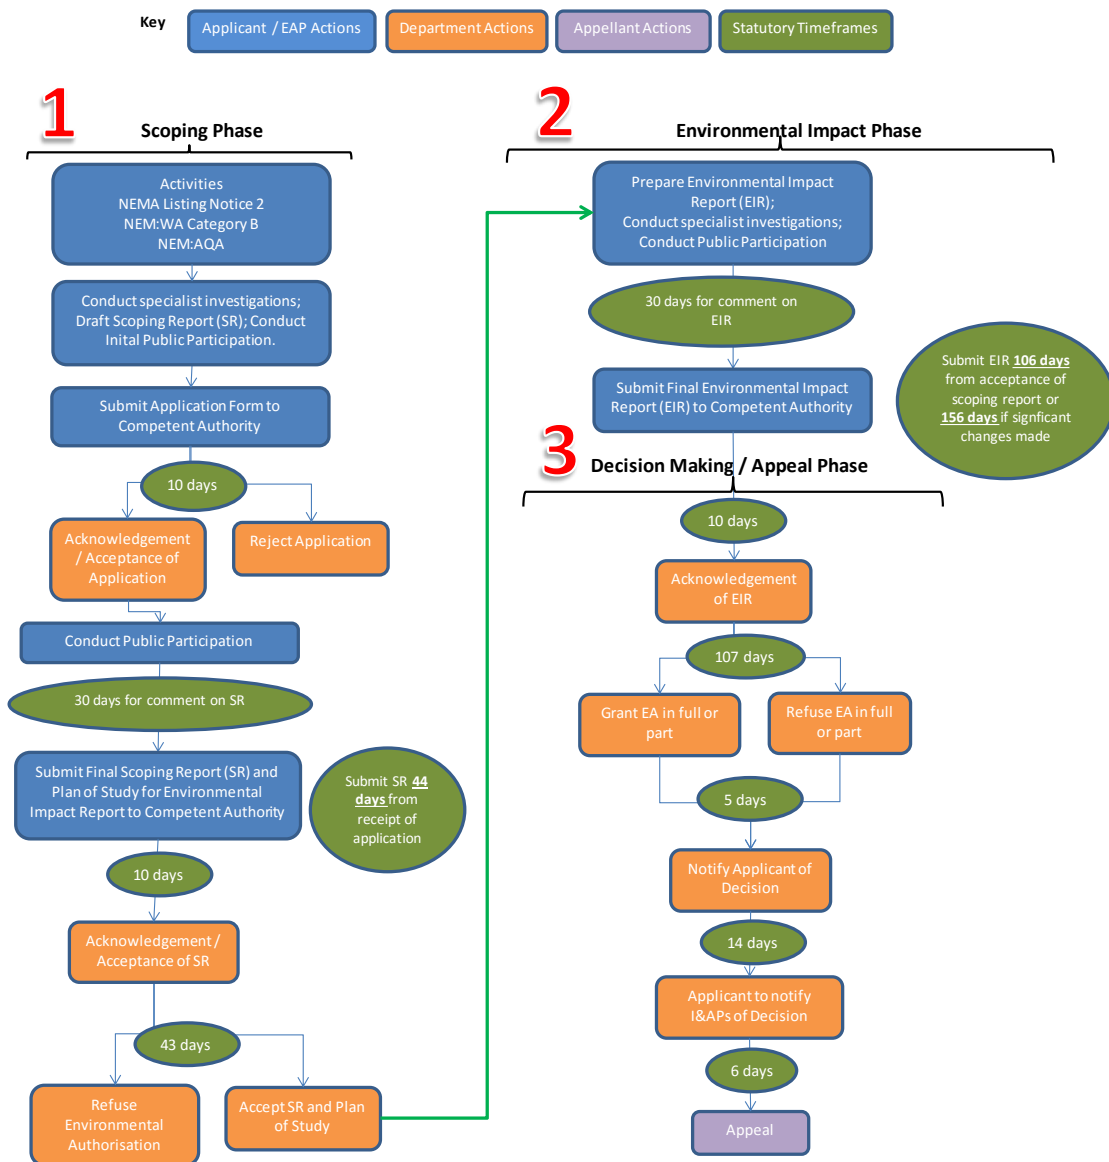 Key
Applicant / EAP Actions
Department Actions
Appellant Actions
Statutory Timeframes
1
Scoping Phase
Activities
NEMA Listing Notice 2
NEM:WA Category B
NEM:AQA
Conduct specialist investigations;
Draft Scoping Report (SR); Conduct
Inital Public Participation.
Submit Application Form to
Competent Authority
10 days
Acknowledgement
/ Acceptance of
Application
Reject Application
Conduct Public Participation
30 days for comment on SR
Submit Final Scoping Report (SR) and
Plan of Study for Environmental
Impact Report to Competent Authority
Submit SR 44
days from
receipt of
application
10 days
Acknowledgement /
Acceptance of SR
43 days
Refuse
Environmental
Authorisation
Accept SR and Plan
of Study
2
Environmental Impact Phase
Prepare Environmental Impact
Report (EIR);
Conduct specialist investigations;
Conduct Public Participation
30 days for comment on
EIR
Submit Final Environmental Impact
Report (EIR) to Competent Authority
Submit EIR 106 days
from acceptance of
scoping report or
156 days if signficant
changes made
3
Decision Making / Appeal Phase
10 days
Acknowledgement
of EIR
107 days
Grant EA in full or
part
Refuse EA in full
or part
5 days
Notify Applicant of
Decision
14 days
Applicant to notify
I&APs of Decision
6 days
Appeal